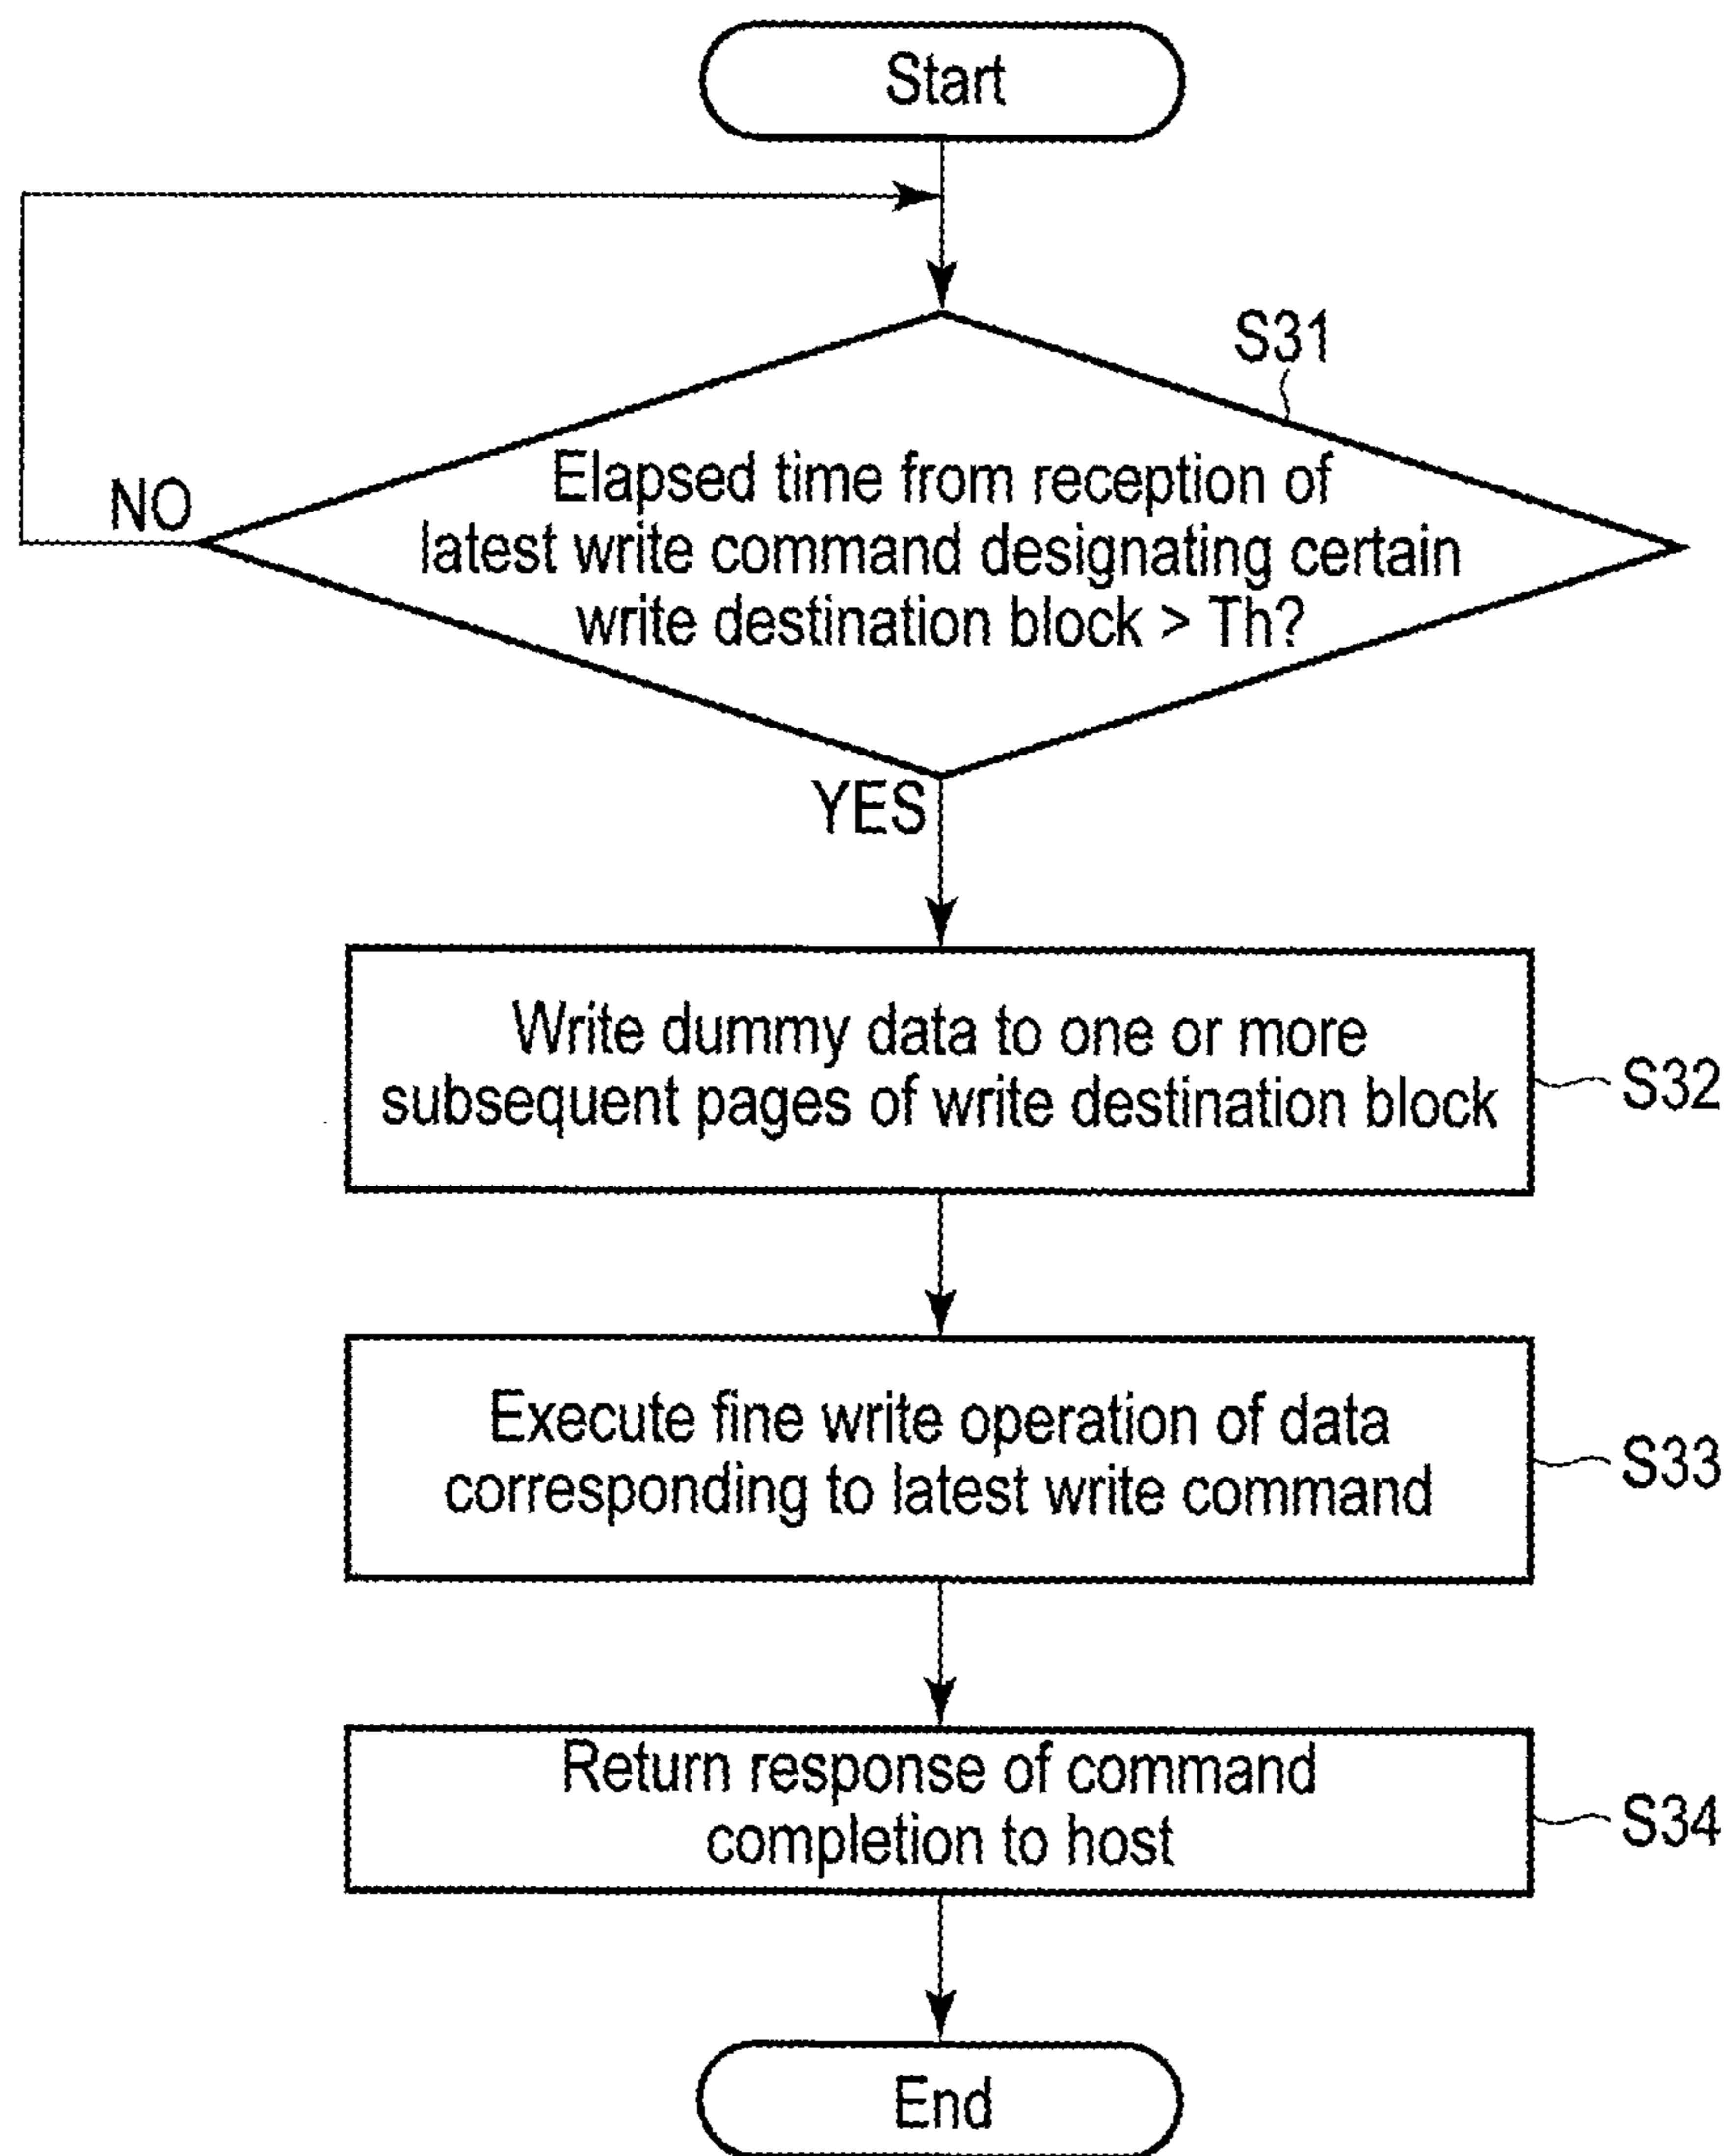 Start
S31
Elapsed time from reception of
latest write command designating certain
write destination block > Th?
NO
YES
Write dummy data to one or more
subsequent pages of write destination block
S32
Execute fine write operation of data
corresponding to latest write command
S33
Return response of command
completion to host
S34
End